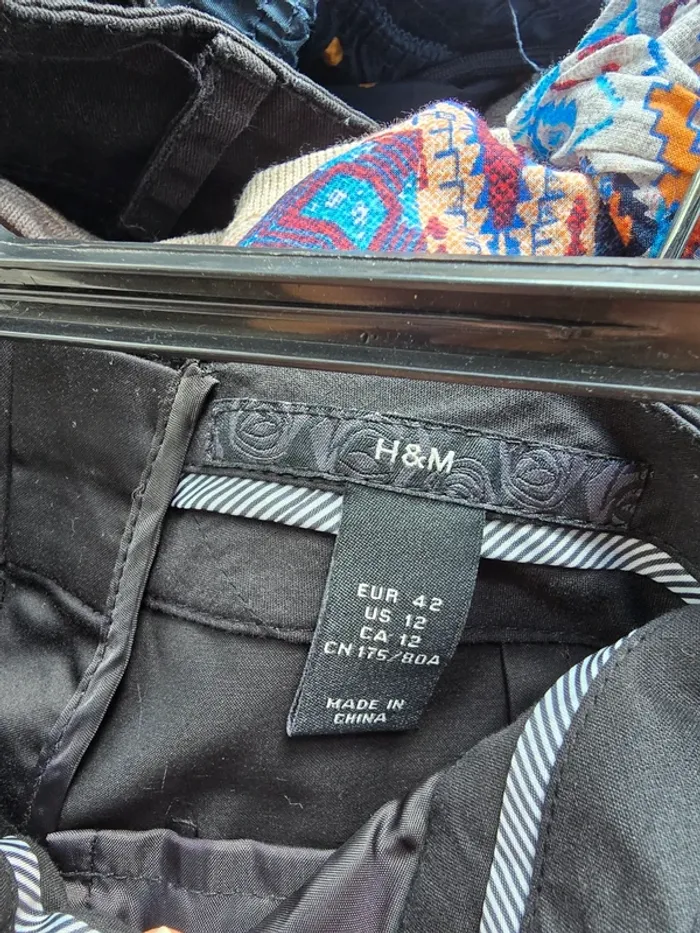 H&M
EUR 42
US 12
CA 12
CN 175/80A
MADE IN
CHINA